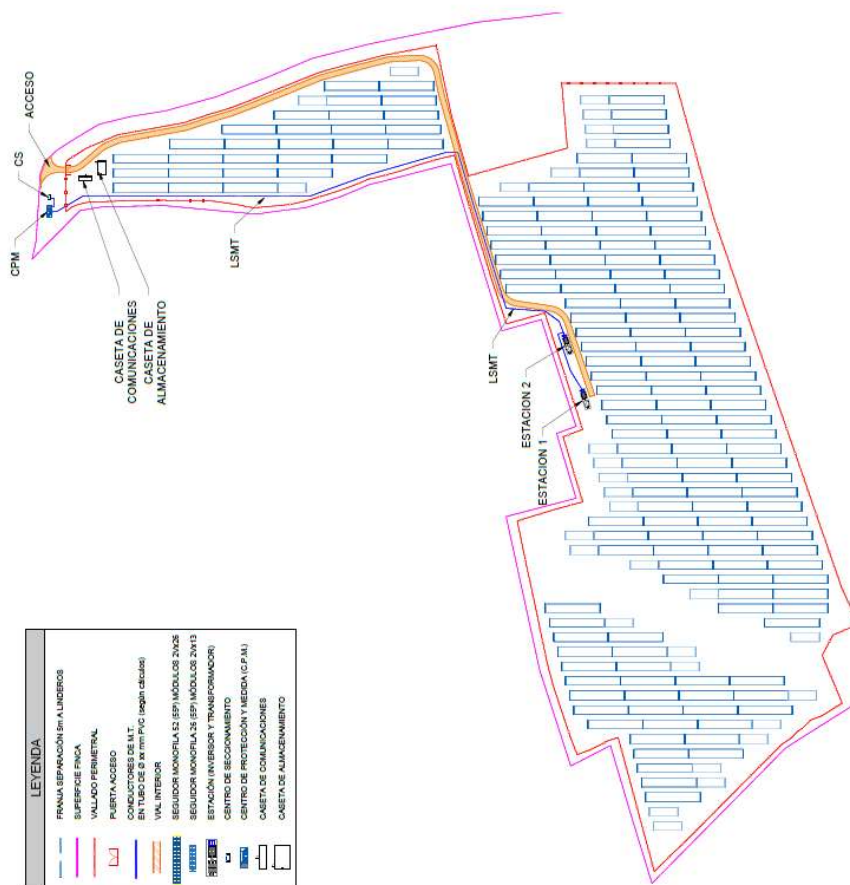 ACCESO
CS
CPM
CASETA DE
COMUNICACIONES
CASETA DE
ALMACENAMIENTO
LSMT
LSMT
ESTACION 2
ESTACION 1
LEYENDA
FRANJA SEPARACIÓN 5m A LINDEROS
SUPERFICIE FINCA
VALLADO PERIMETRAL
PUERTA ACCESO
CONDUCTORES DE M.T.
EN TUBO DE Ø xx mm PVC (según cálculos)
VIAL INTERIOR
SEGUIDOR MONOFILA 52 (55º) MÓDULOS 2Vx26
SEGUIDOR MONOFILA 26 (55º) MÓDULOS 2Vx13
ESTACIÓN (INVERSOR Y TRANSFORMADOR)
CENTRO DE SECCIONAMIENTO
CENTRO DE PROTECCIÓN Y MEDIDA (C.P.M.)
CASETA DE COMUNICACIONES
CASETA DE ALMACENAMIENTO